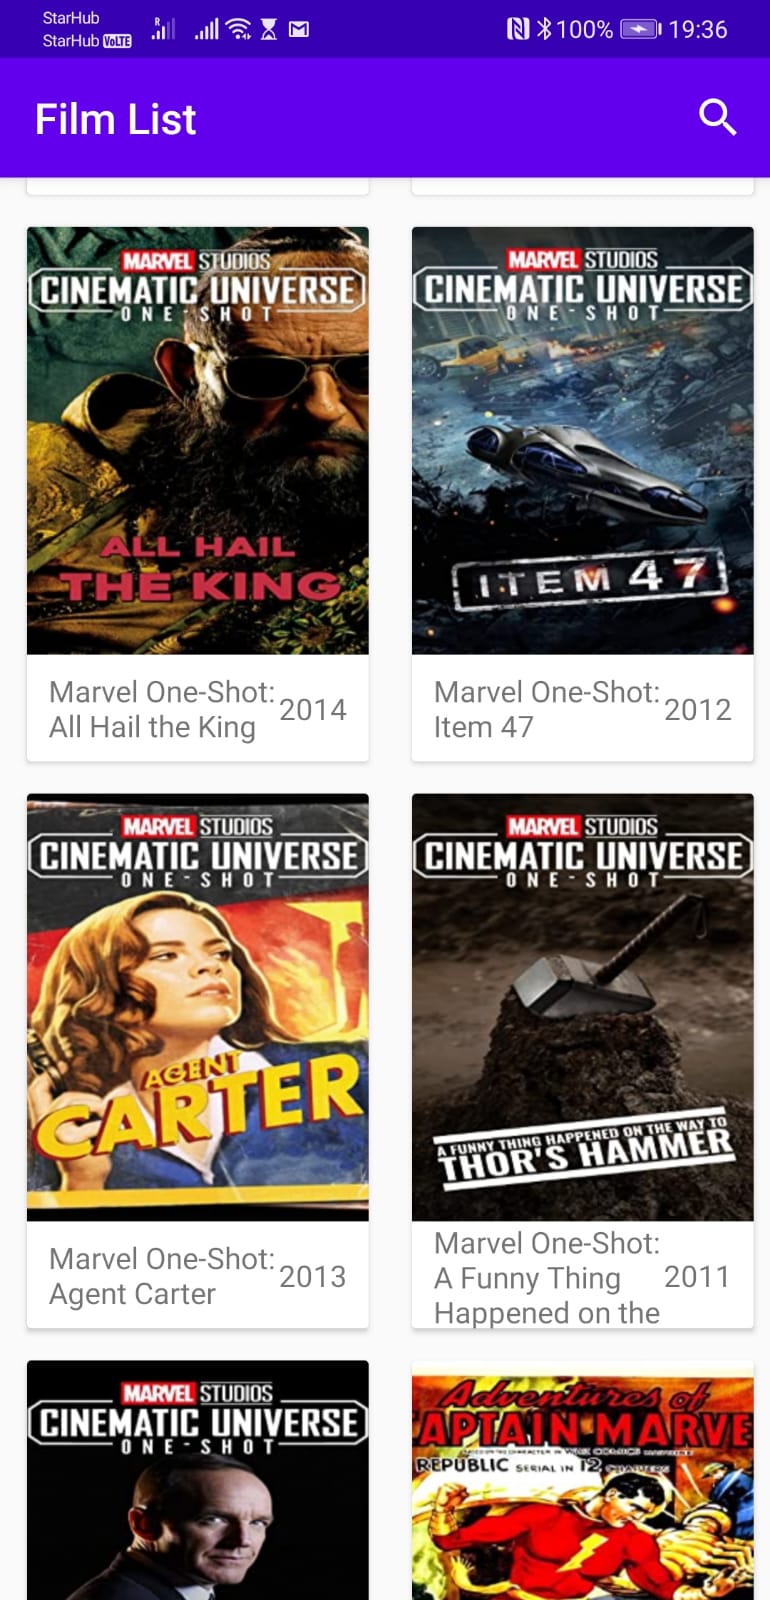 StarHub
StarHub VoLTE
R
100%
19:36
Film List
MARVEL STUDIOS
CINEMATIC UNIVERSE
ONE-SHOT
ALL HAIL
THE KING
Marvel One-Shot:
All Hail the King
2014
MARVEL STUDIOS
CINEMATIC UNIVERSE
ONE-SHOT
ITEM 47
Marvel One-Shot:
Item 47
2012
MARVEL STUDIOS
CINEMATIC UNIVERSE
ONE-SHOT
AGENT
CARTER
Marvel One-Shot:
Agent Carter
2013
MARVEL STUDIOS
CINEMATIC UNIVERSE
ONE-SHOT
A FUNNY THING HAPPENED ON THE WAY TO
THOR'S HAMMER
Marvel One-Shot:
A Funny Thing
Happened on the
2011
MARVEL STUDIOS
CINEMATIC UNIVERSE
ONE-SHOT
Adventures of
APTAIN MARVE
REPUBLIC SERIAL IN 12 CHAPTERS